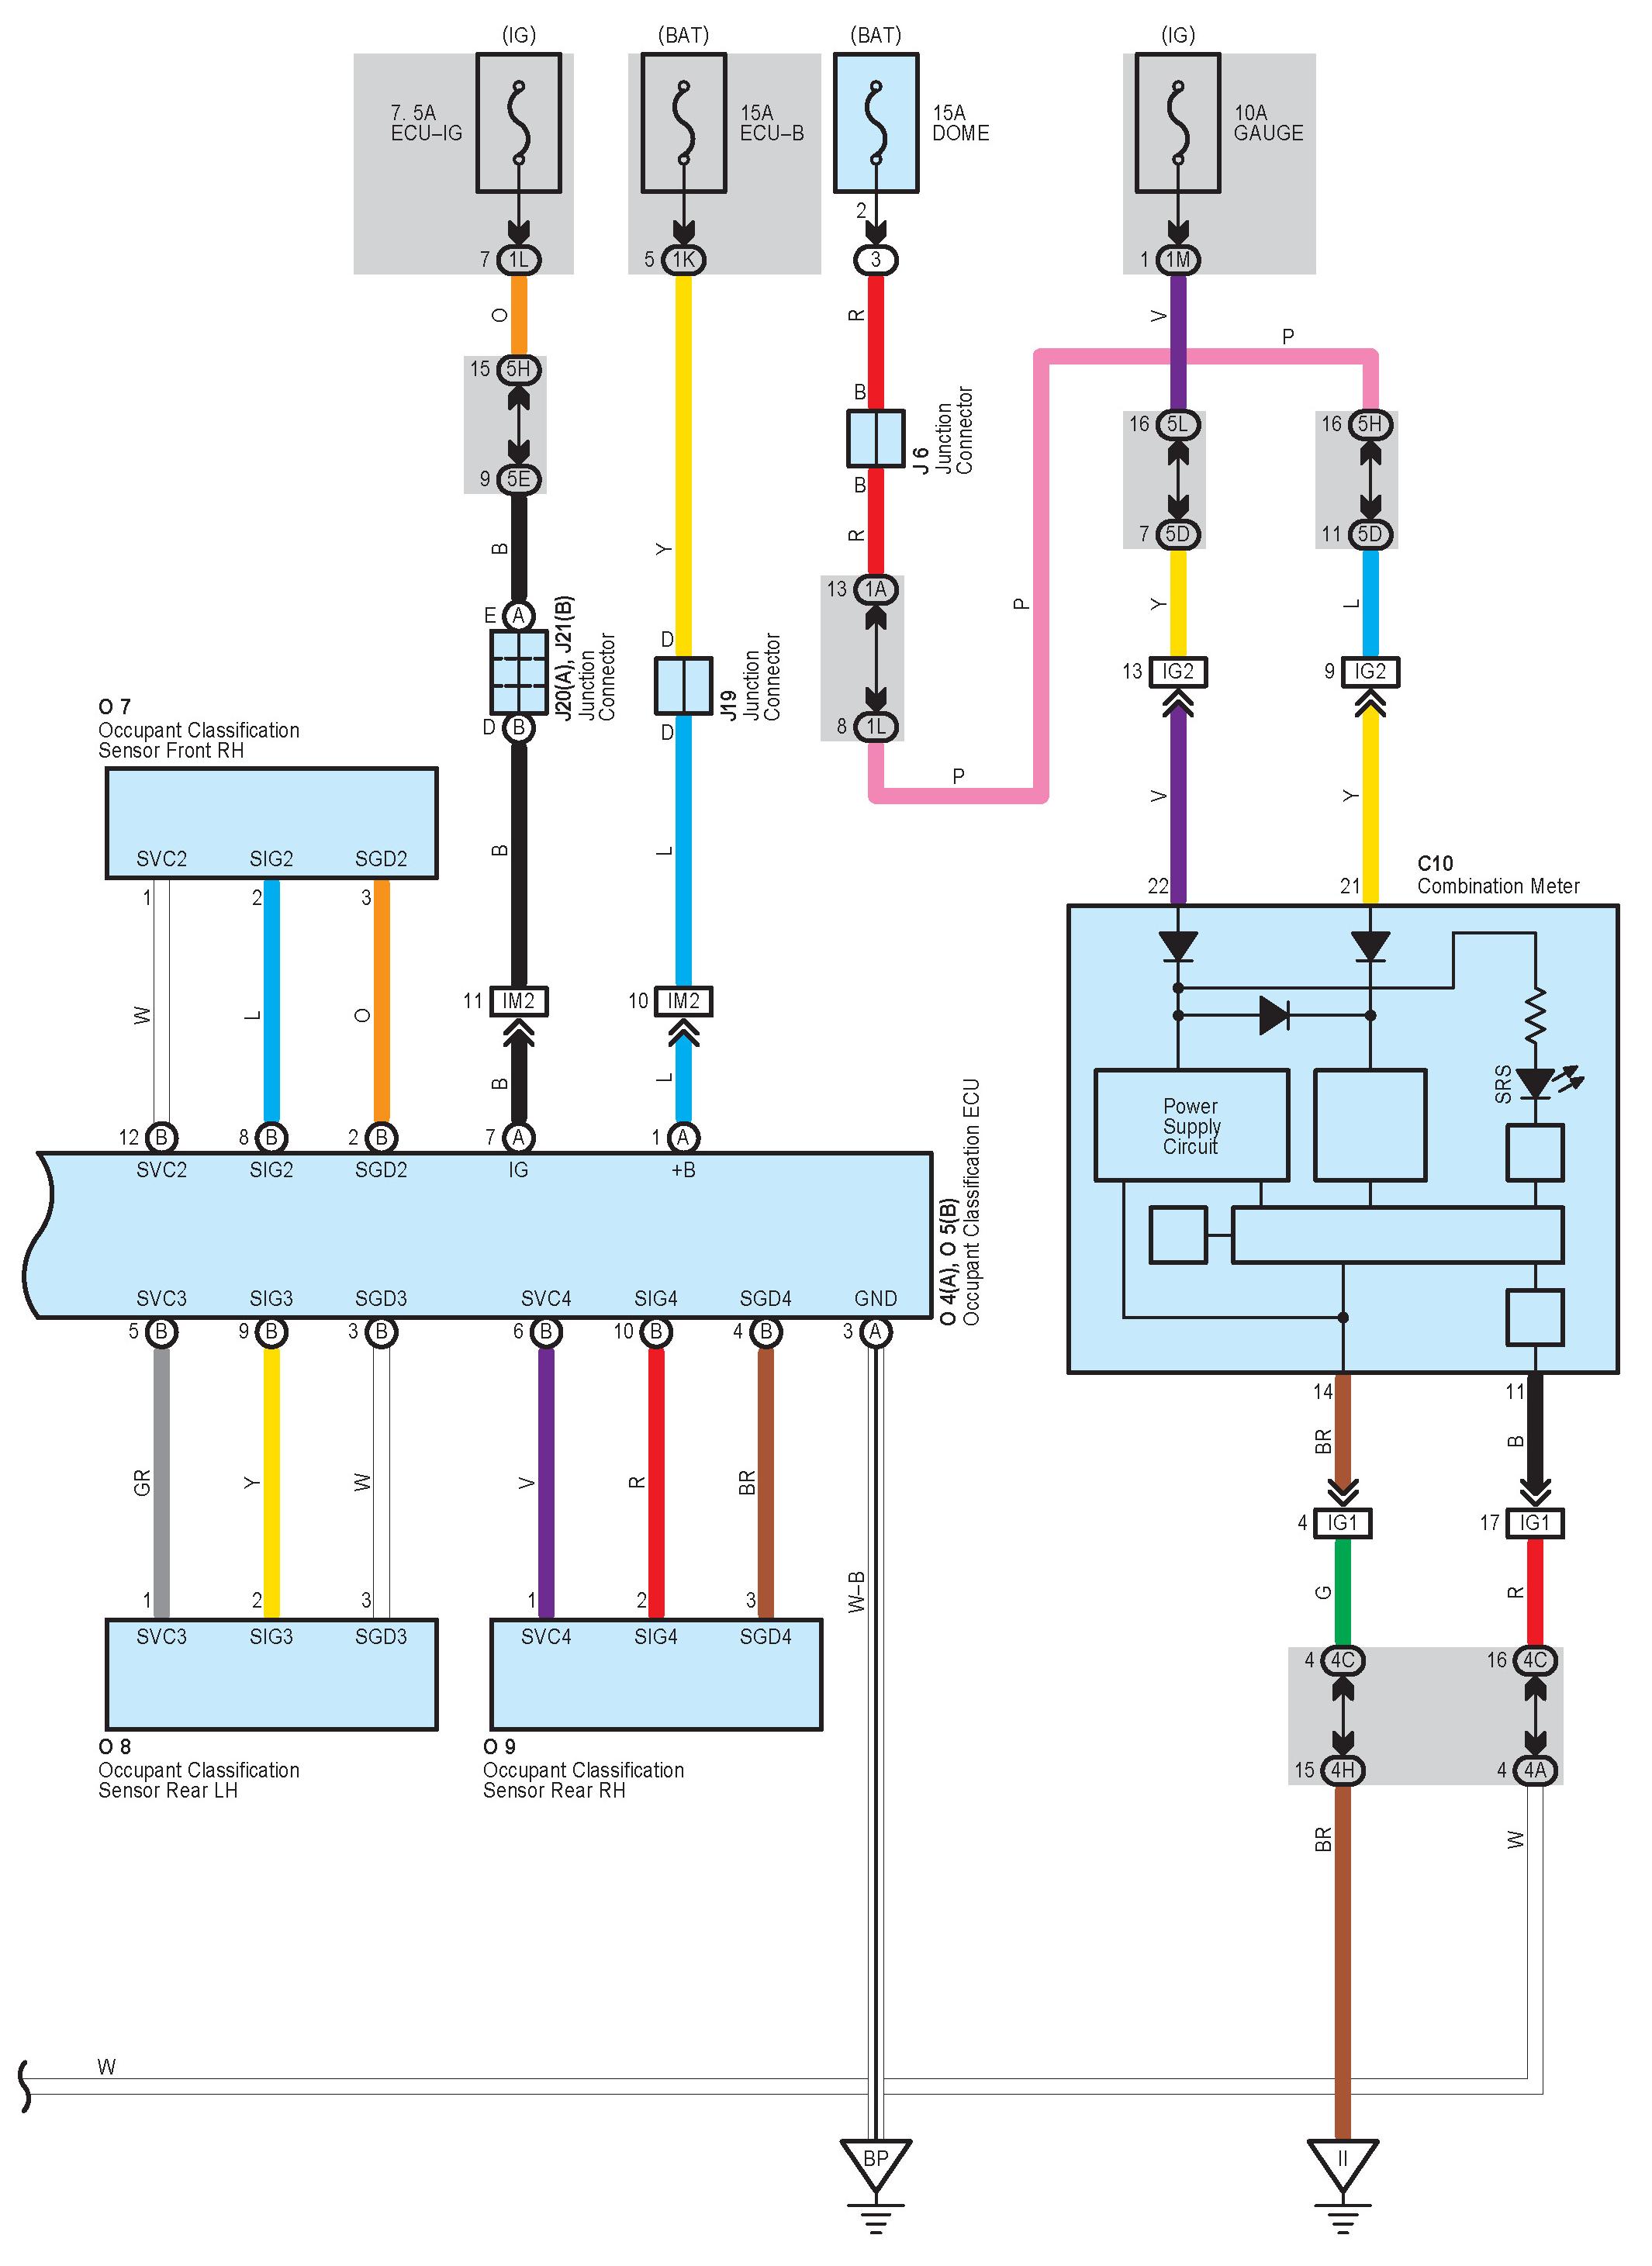 (IG)
(BAT)
(BAT)
(IG)
7. 5A
ECU–IG
15A
ECU–B
15A
DOME
10A
GAUGE
2
7 1L
5 1K
3
1 1M
O
R
V
P
15 5H
B
J 6
Junction
Connector
16 5L
16 5H
9 5E
B
7 5D
11 5D
B
Y
R
P
Y
L
13 1A
E A
J20(A), J21(B)
Junction
Connector
D
J19
Junction
Connector
13 IG2
9 IG2
D B
D
8 1L
P
O 7
Occupant Classification
Sensor Front RH
V
Y
SVC2 SIG2 SGD2
B
L
C10
Combination Meter
1 2 3
22 21
W L O
11 IM2
10 IM2
B
L
SRS
Power
Supply
Circuit
12 B
8 B
2 B
7 A
1 A
SVC2 SIG2 SGD2 IG +B
O 4(A), O 5(B)
Occupant Classification ECU
SVC3 SIG3 SGD3 SVC4 SIG4 SGD4 GND
5 B
9 B
3 B
6 B
10 B
4 B
3 A
14 11
BR B
GR Y W V R BR
4 IG1
17 IG1
W–B
G R
1 2 3 1 2 3
SVC3 SIG3 SGD3 SVC4 SIG4 SGD4
4 4C
16 4C
O 8
Occupant Classification
Sensor Rear LH
O 9
Occupant Classification
Sensor Rear RH
15 4H
4 4A
BR W
W
BP
II